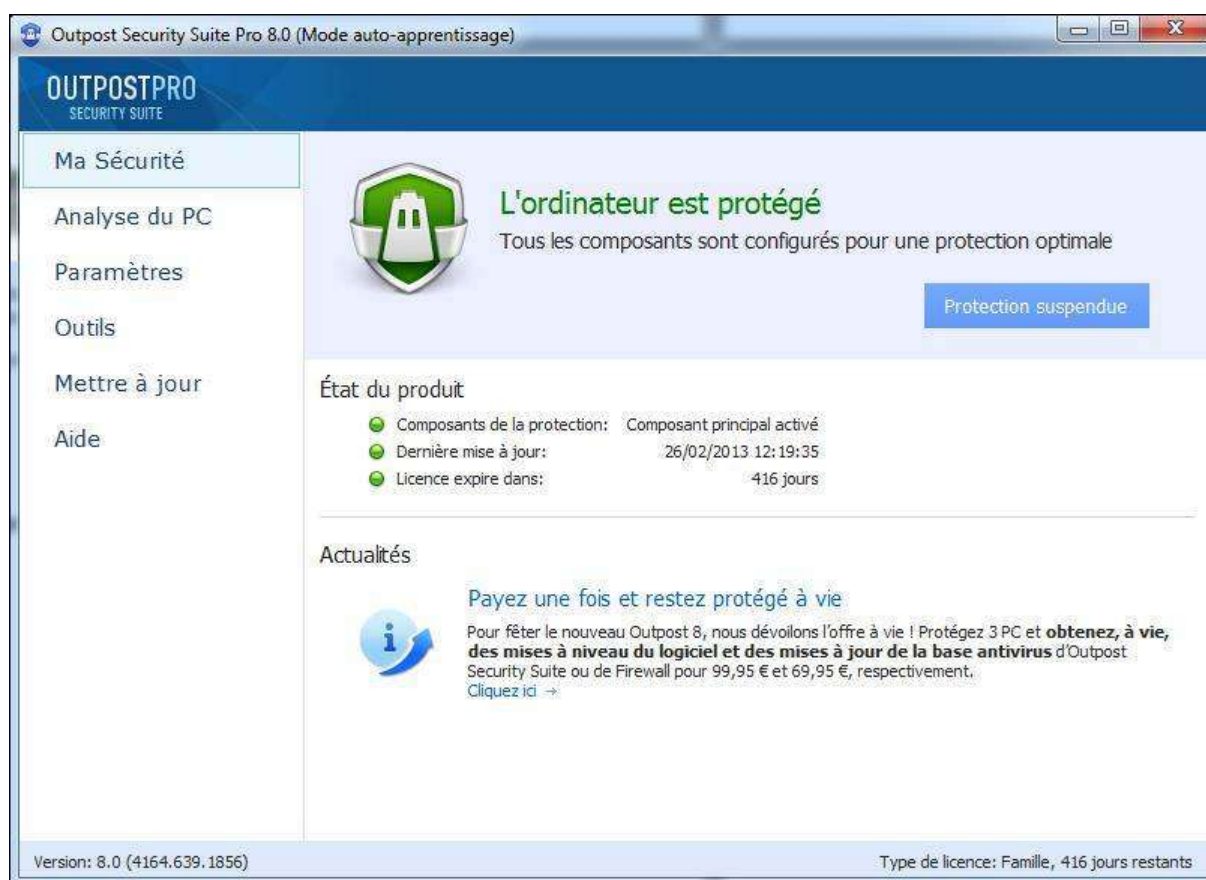 Outpost Security Suite Pro 8.0 (Mode auto-apprentissage)
OUTPOSTPRO
SECURITY SUITE
Ma Sécurité
Analyse du PC
Paramètres
Outils
Mettre à jour
Aide
L'ordinateur est protégé
Tous les composants sont configurés pour une protection optimale
Protection suspendue
État du produit
Composants de la protection: Composant principal activé
Dernière mise à jour: 26/02/2013 12:19:35
Licence expire dans: 416 jours
Actualités
Payez une fois et restez protégé à vie
Pour fêter le nouveau Outpost 8, nous dévoilons l'offre à vie ! Protégez 3 PC et obtenez, à vie,
des mises à niveau du logiciel et des mises à jour de la base antivirus d'Outpost
Security Suite ou de Firewall pour 99,95 € et 69,95 €, respectivement.
Cliquez ici →
Version: 8.0 (4164.639.1856)
Type de licence: Famille, 416 jours restants